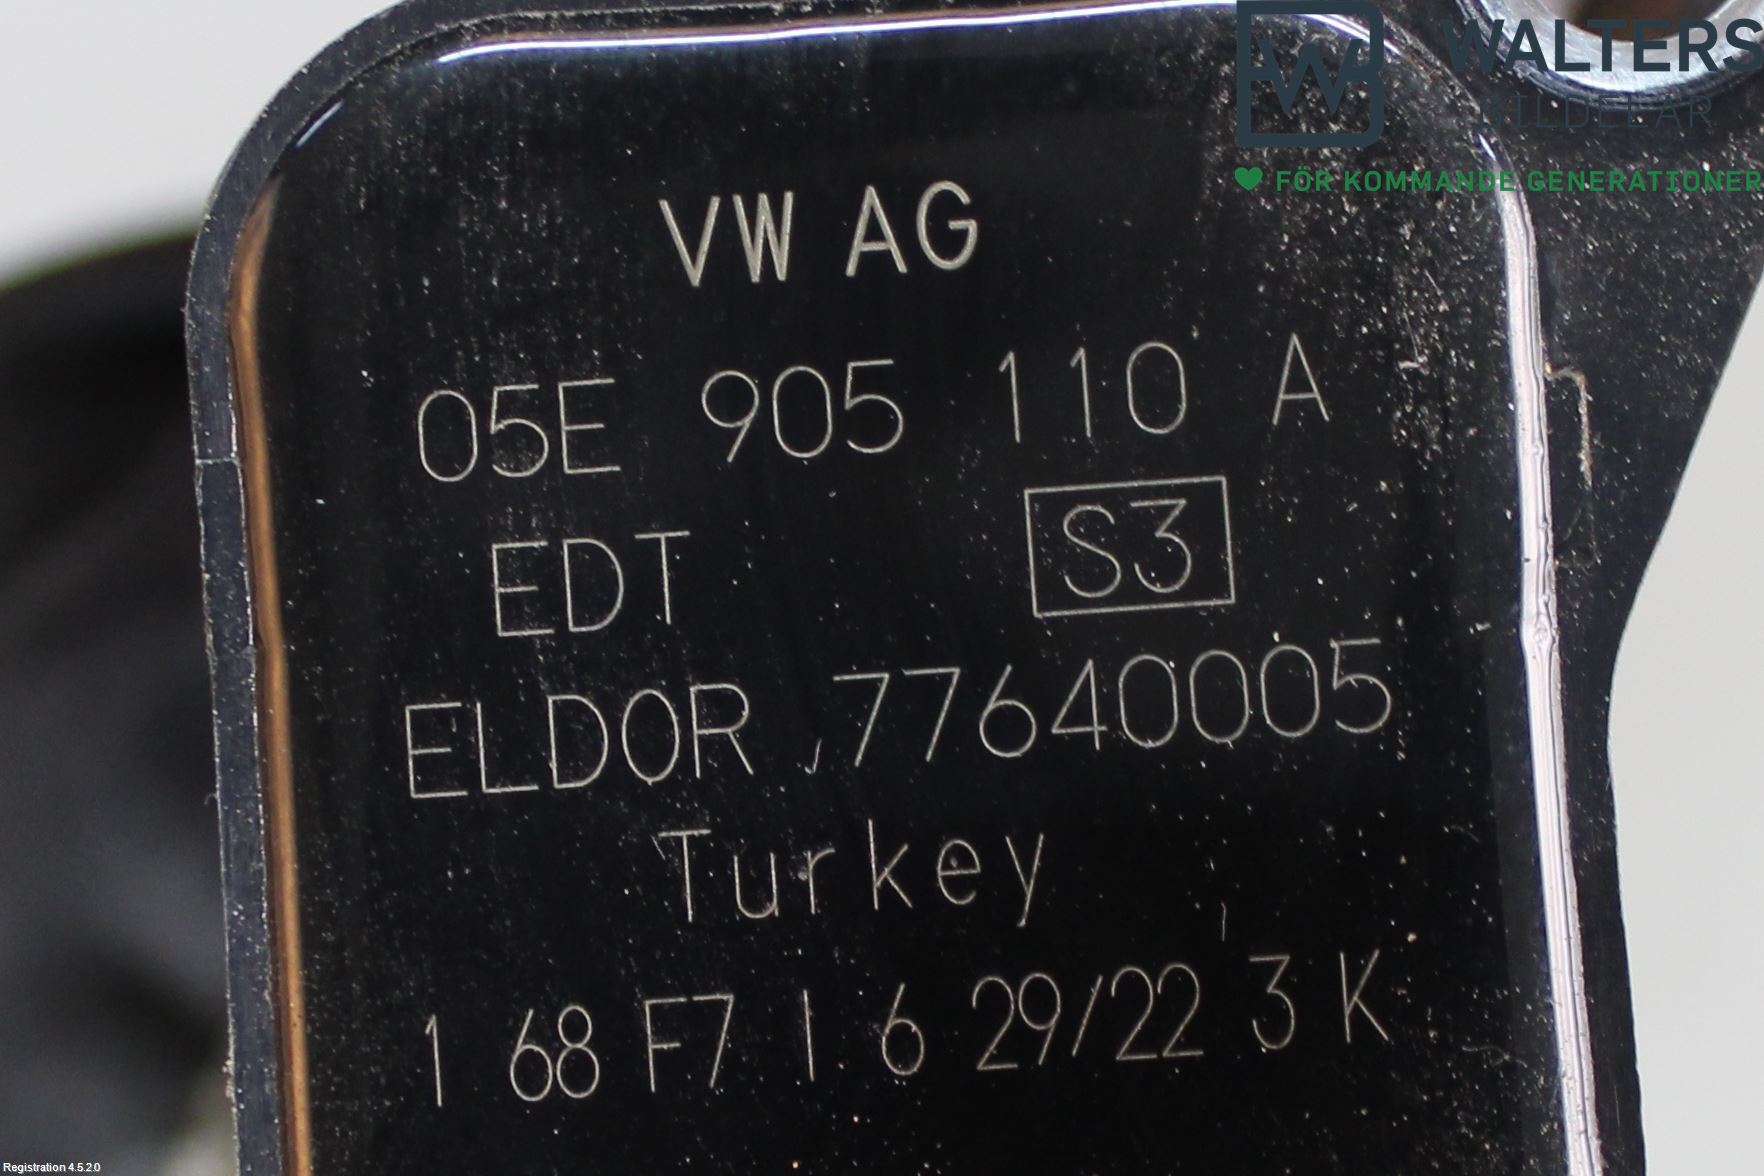 WALTERS
BILDELAR
FÖR KOMMANDE GENERATIONER
VW AG
05E 905 110 A
EDT S3
ELDOR 77640005
Turkey
1 68 F7 I 6 29/22 3 K
Registration 4.5.2.0